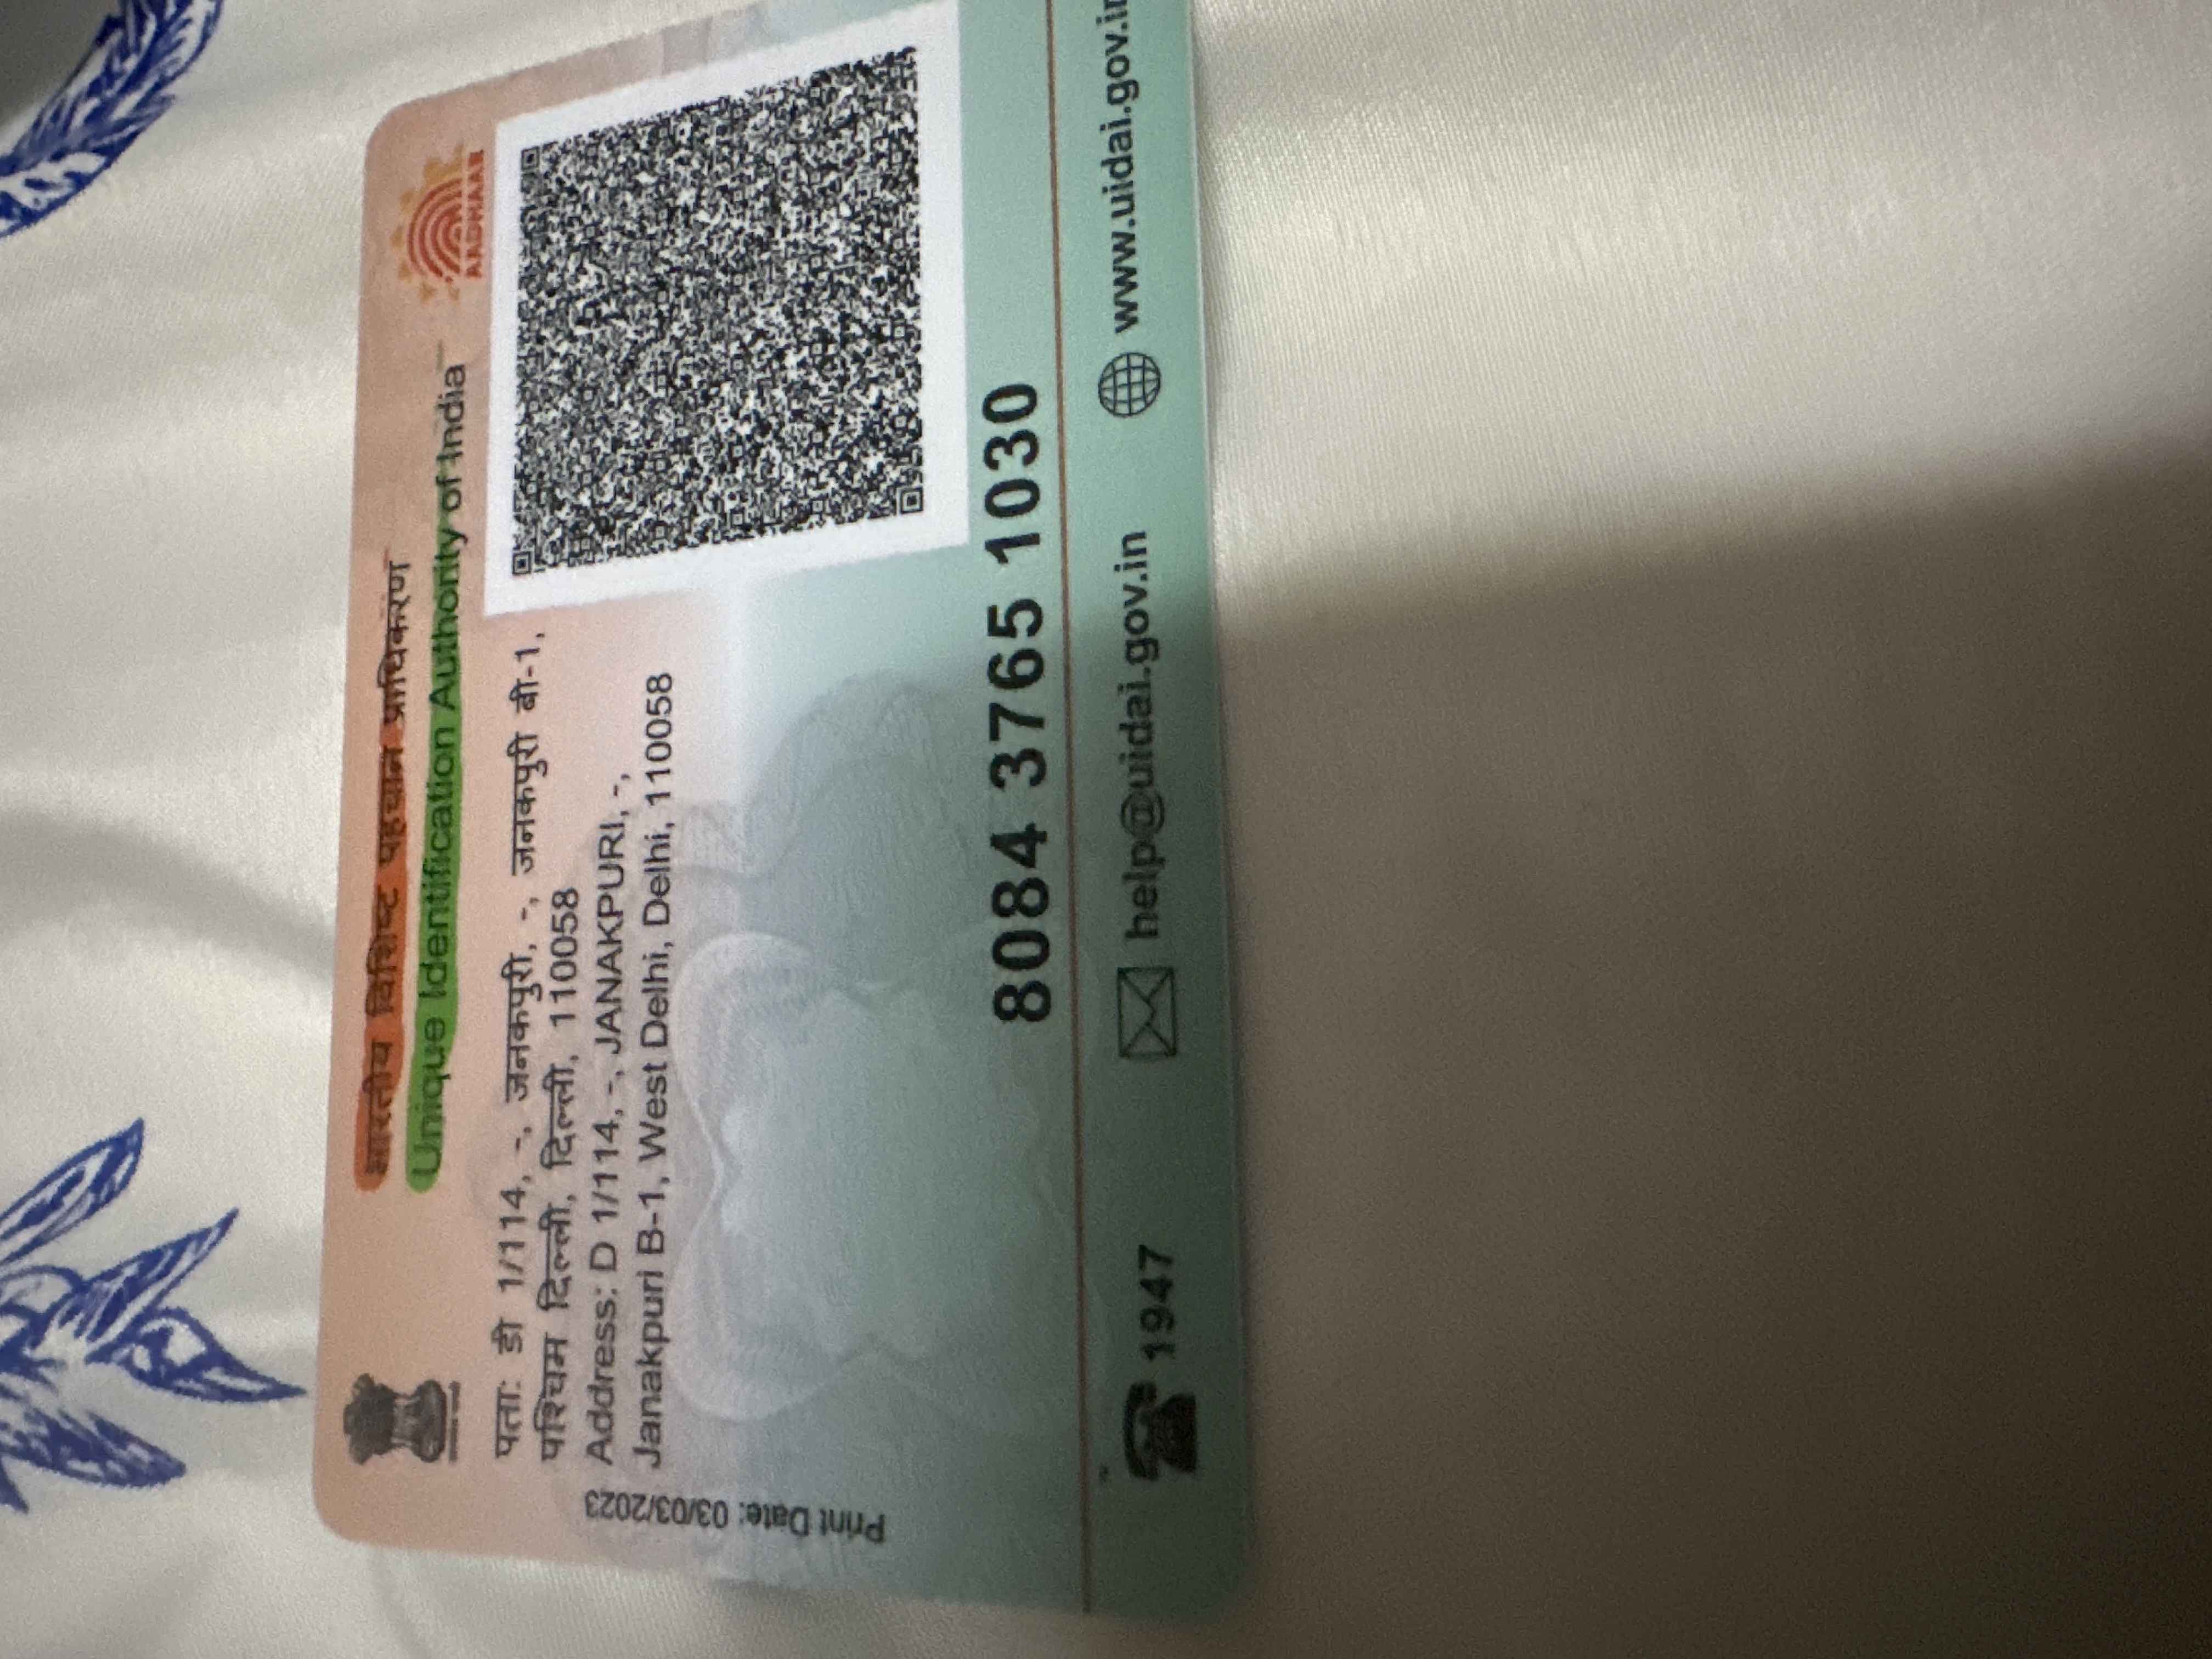 भारतीय विशिष्ट पहचान प्राधिकरण
Unique Identification Authority of India
AADHAAR
पता: डी 1/114, -, जनकपुरी, -, जनकपुरी बी-1,
पश्चिम दिल्ली, दिल्ली, 110058
Address: D 1/114, -, JANAKPURI, -,
Janakpuri B-1, West Delhi, Delhi, 110058
Print Date: 03/03/2023
8084 3765 1030
1947
help@uidai.gov.in
www.uidai.gov.in